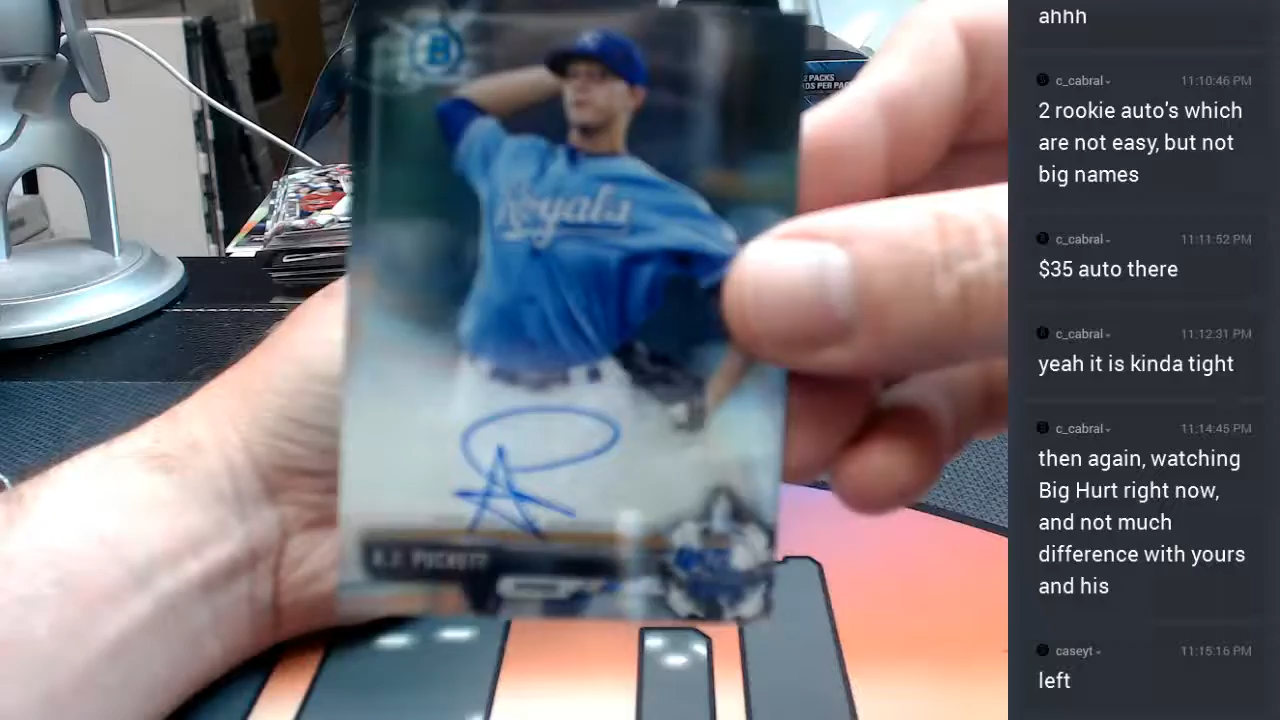 B
2 PACKS
Royals
A.J. PUCKETT
ahhh
c_cabral
11:10:46 PM
2 rookie auto's which
are not easy, but not
big names
c_cabral
11:11:52 PM
$35 auto there
c_cabral
11:12:31 PM
yeah it is kinda tight
c_cabral
11:14:45 PM
then again, watching
Big Hurt right now,
and not much
difference with yours
and his
caseyt
11:15:16 PM
left